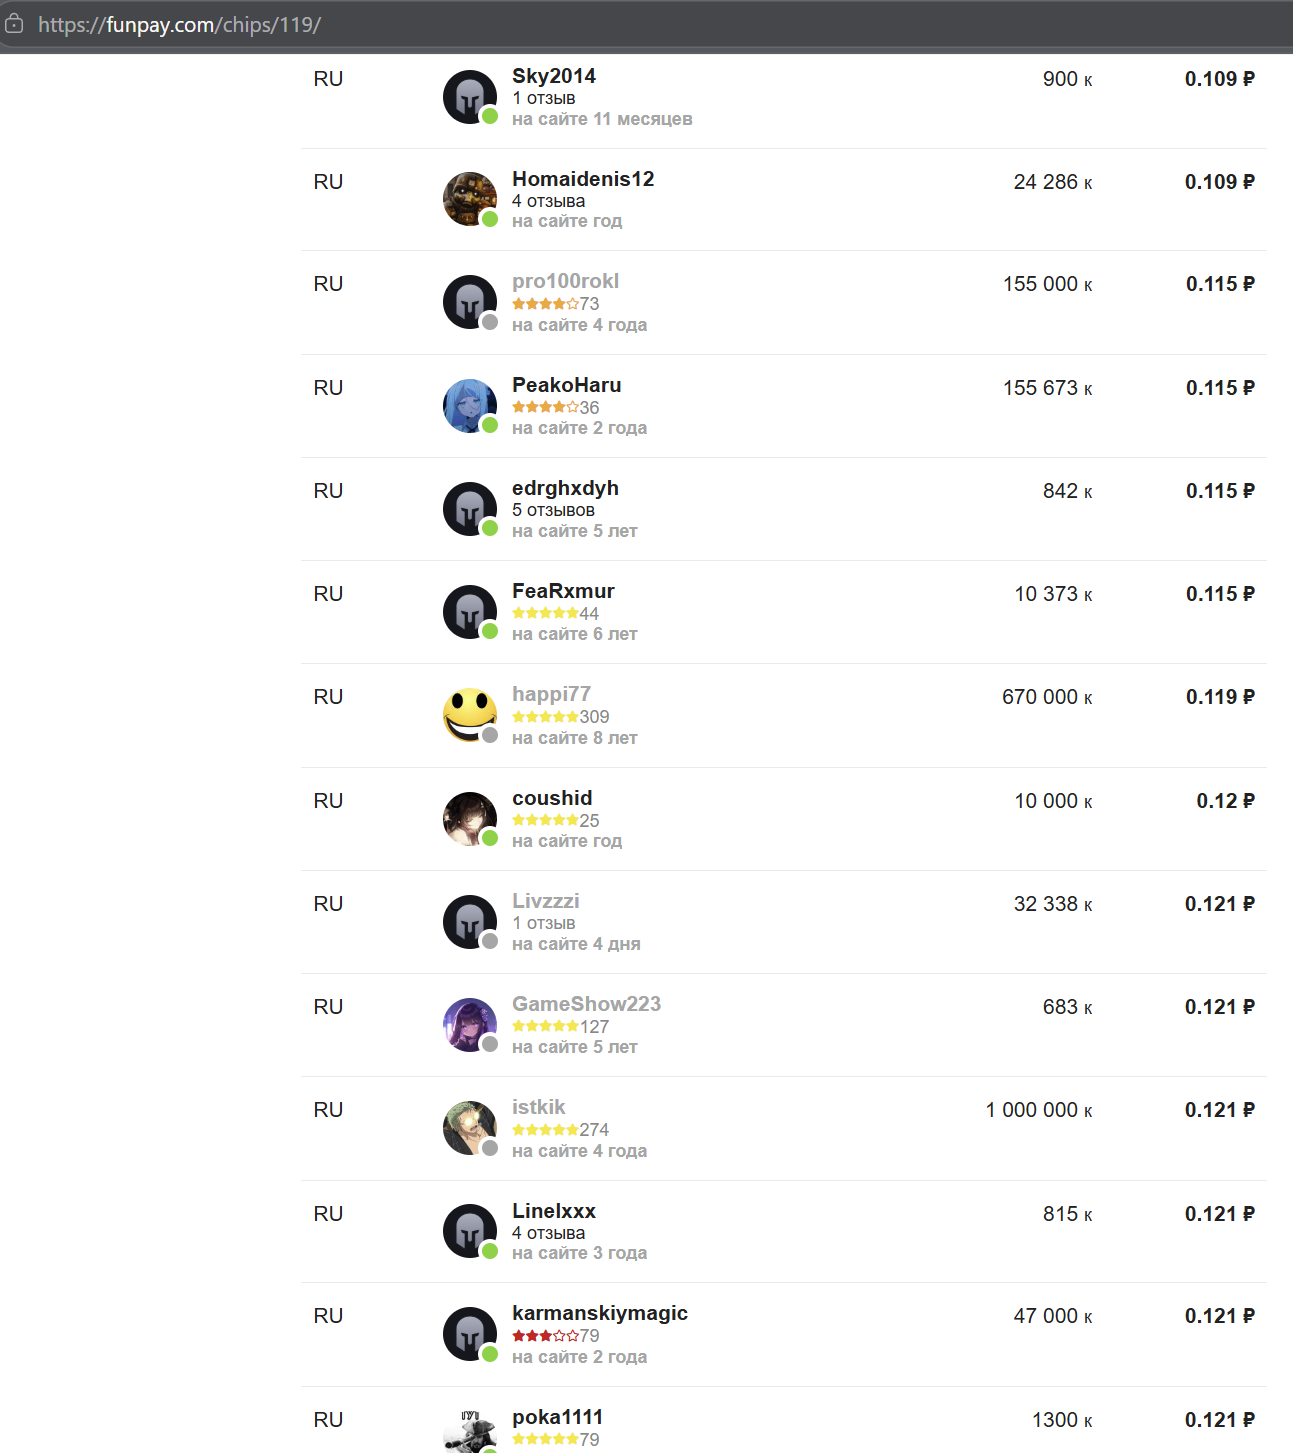 https://funpay.com/chips/119/
RU Sky2014 900 к 0.109 ₽
1 отзыв
на сайте 11 месяцев
RU Homaidenis12 24 286 к 0.109 ₽
4 отзыва
на сайте год
RU pro100rokl 155 000 к 0.115 ₽
73
на сайте 4 года
RU PeakoHaru 155 673 к 0.115 ₽
36
на сайте 2 года
RU edrghxdyh 842 к 0.115 ₽
5 отзывов
на сайте 5 лет
RU FeaRxmur 10 373 к 0.115 ₽
44
на сайте 6 лет
RU happi77 670 000 к 0.119 ₽
309
на сайте 8 лет
RU coushid 10 000 к 0.12 ₽
25
на сайте год
RU Livzzzi 32 338 к 0.121 ₽
1 отзыв
на сайте 4 дня
RU GameShow223 683 к 0.121 ₽
127
на сайте 5 лет
RU istkik 1 000 000 к 0.121 ₽
274
на сайте 4 года
RU Linelxxx 815 к 0.121 ₽
4 отзыва
на сайте 3 года
RU karmanskiymagic 47 000 к 0.121 ₽
79
на сайте 2 года
RU poka1111 1300 к 0.121 ₽
79